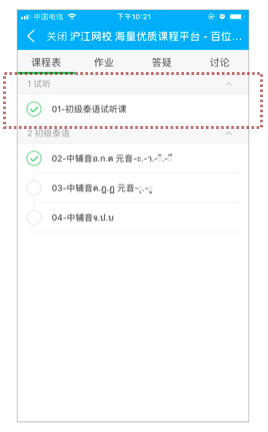 中国电信 下午10:21
关闭 沪江网校 海量优质课程平台 - 百位...
课程表 作业 答疑 讨论
1 试听
01-初级泰语试听课
2 初级泰语
02-中辅音อ.ก.ด 元音-ะ.-า.-ิ.-ี
03-中辅音ต.ฎ.ฏ 元音-ุ.-ู
04-中辅音จ.ป.บ